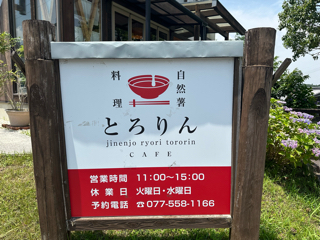 自然薯
料理
とろりん
jinenjo ryori tororin
CAFE
営業時間 11:00～15:00
休業日 火曜日・水曜日
予約電話 ☎077-558-1166